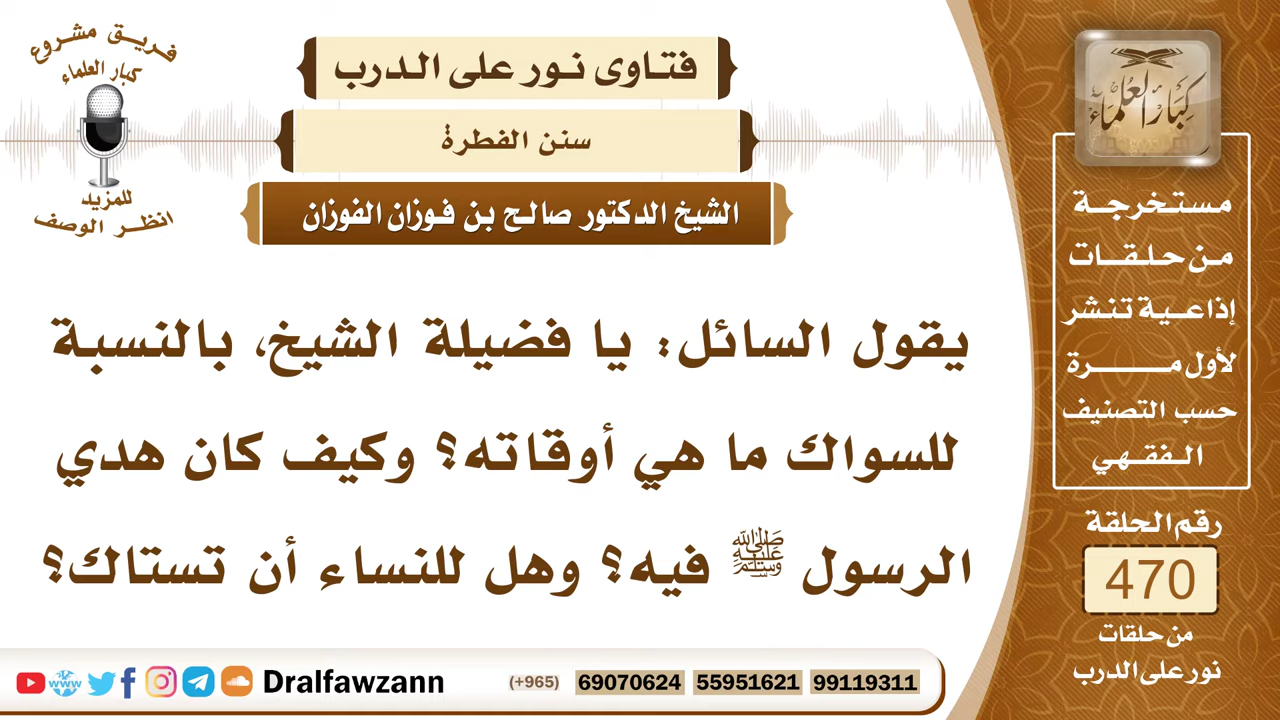 فريق مشروع
كبار العلماء
للمزيد
انظر الوصف
فتاوى نور على الدرب
سنن الفطرة
الشيخ الدكتور صالح بن فوزان الفوزان
كبار العلماء
مستخرجة
من حلقات
إذاعية تنشر
لأول مرة
حسب التصنيف
الفقهي
رقم الحلقة
470
من حلقات
نور على الدرب
يقول السائل: يا فضيلة الشيخ، بالنسبة
للسواك ما هي أوقاته؟ وكيف كان هدي
الرسول ﷺ فيه؟ وهل للنساء أن تستاك؟
www Dralfawzann (+965) 69070624 55951621 99119311